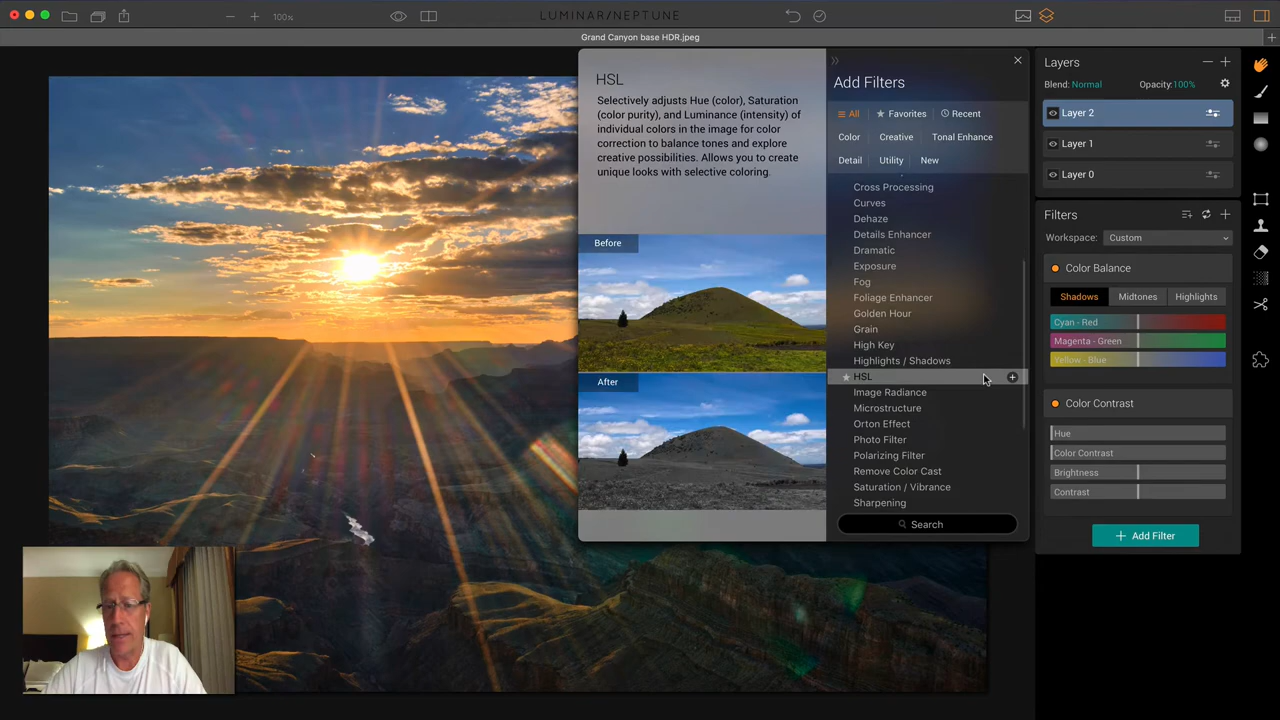 100%
LUMINAR/NEPTUNE
Grand Canyon base HDR.jpeg
HSL
Selectively adjusts Hue (color), Saturation
(color purity), and Luminance (intensity) of
individual colors in the image for color
correction to balance tones and explore
creative possibilities. Allows you to create
unique looks with selective coloring.
Before
After
Add Filters
All
Favorites
Recent
Color
Creative
Tonal Enhance
Detail
Utility
New
Cross Processing
Curves
Dehaze
Details Enhancer
Dramatic
Exposure
Fog
Foliage Enhancer
Golden Hour
Grain
High Key
Highlights / Shadows
HSL
Image Radiance
Microstructure
Orton Effect
Photo Filter
Polarizing Filter
Remove Color Cast
Saturation / Vibrance
Sharpening
Search
Layers
Blend: Normal
Opacity:100%
Layer 2
Layer 1
Layer 0
Filters
Workspace: Custom
Color Balance
Shadows
Midtones
Highlights
Cyan - Red
Magenta - Green
Yellow - Blue
Color Contrast
Hue
Color Contrast
Brightness
Contrast
Add Filter